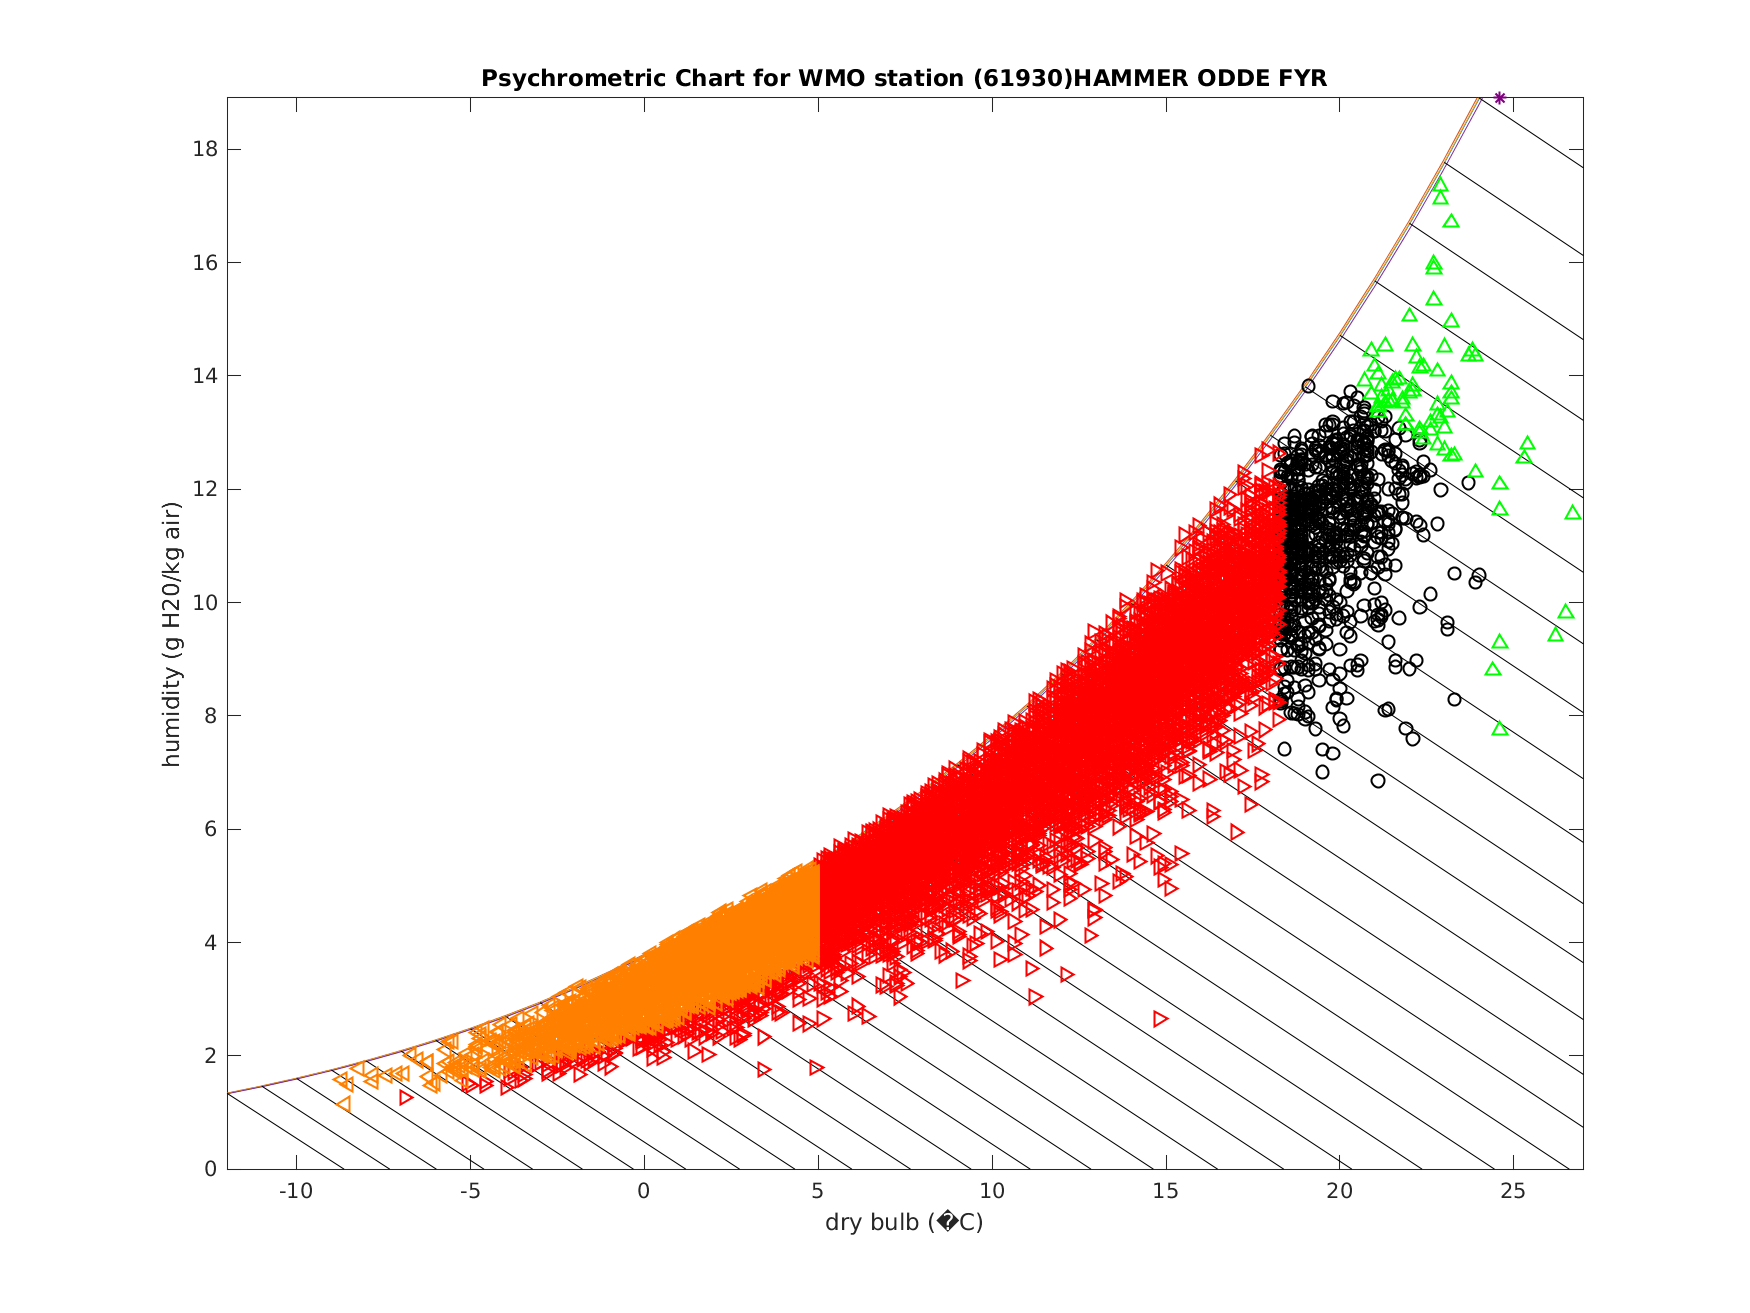 Psychrometric Chart for WMO station (61930)HAMMER ODDE FYR
18
16
14
12
10
8
6
4
2
0
humidity (g H20/kg air)
-10 -5 0 5 10 15 20 25
dry bulb (�C)